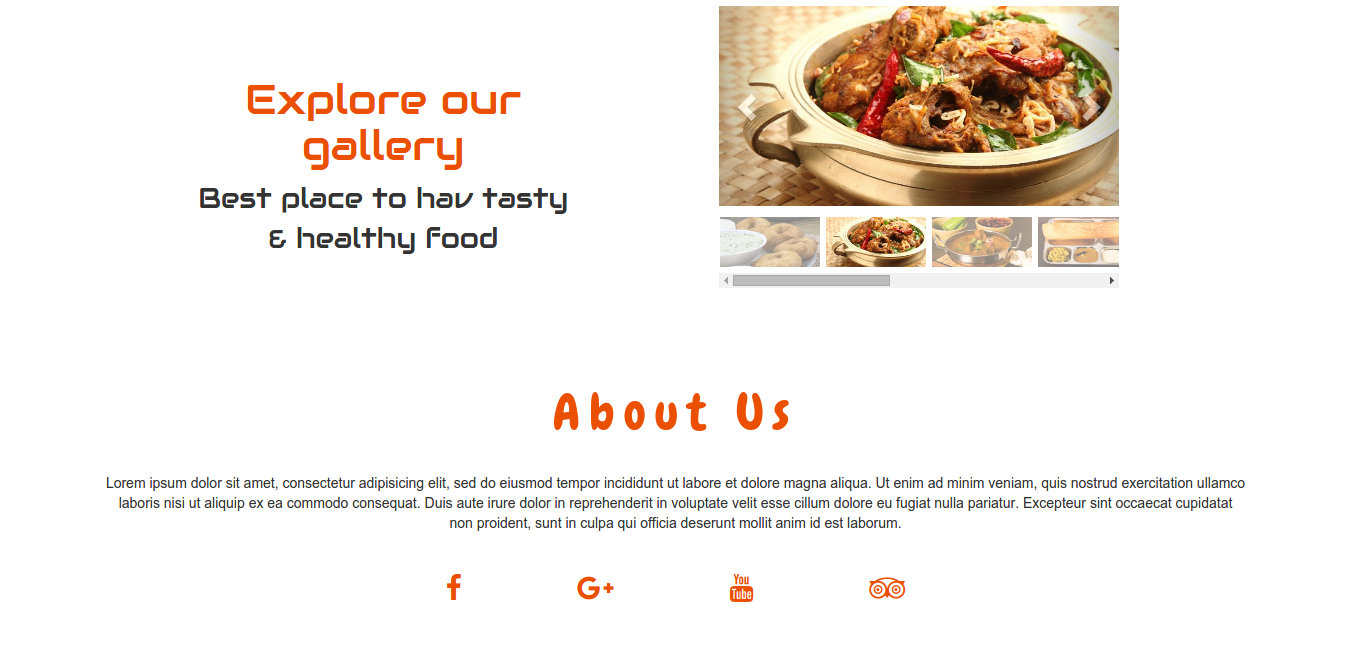 Explore our
gallery
Best place to hav tasty
& healthy food
About Us
Lorem ipsum dolor sit amet, consectetur adipisicing elit, sed do eiusmod tempor incididunt ut labore et dolore magna aliqua. Ut enim ad minim veniam, quis nostrud exercitation ullamco
laboris nisi ut aliquip ex ea commodo consequat. Duis aute irure dolor in reprehenderit in voluptate velit esse cillum dolore eu fugiat nulla pariatur. Excepteur sint occaecat cupidatat
non proident, sunt in culpa qui officia deserunt mollit anim id est laborum.
f
G+
You
Tube